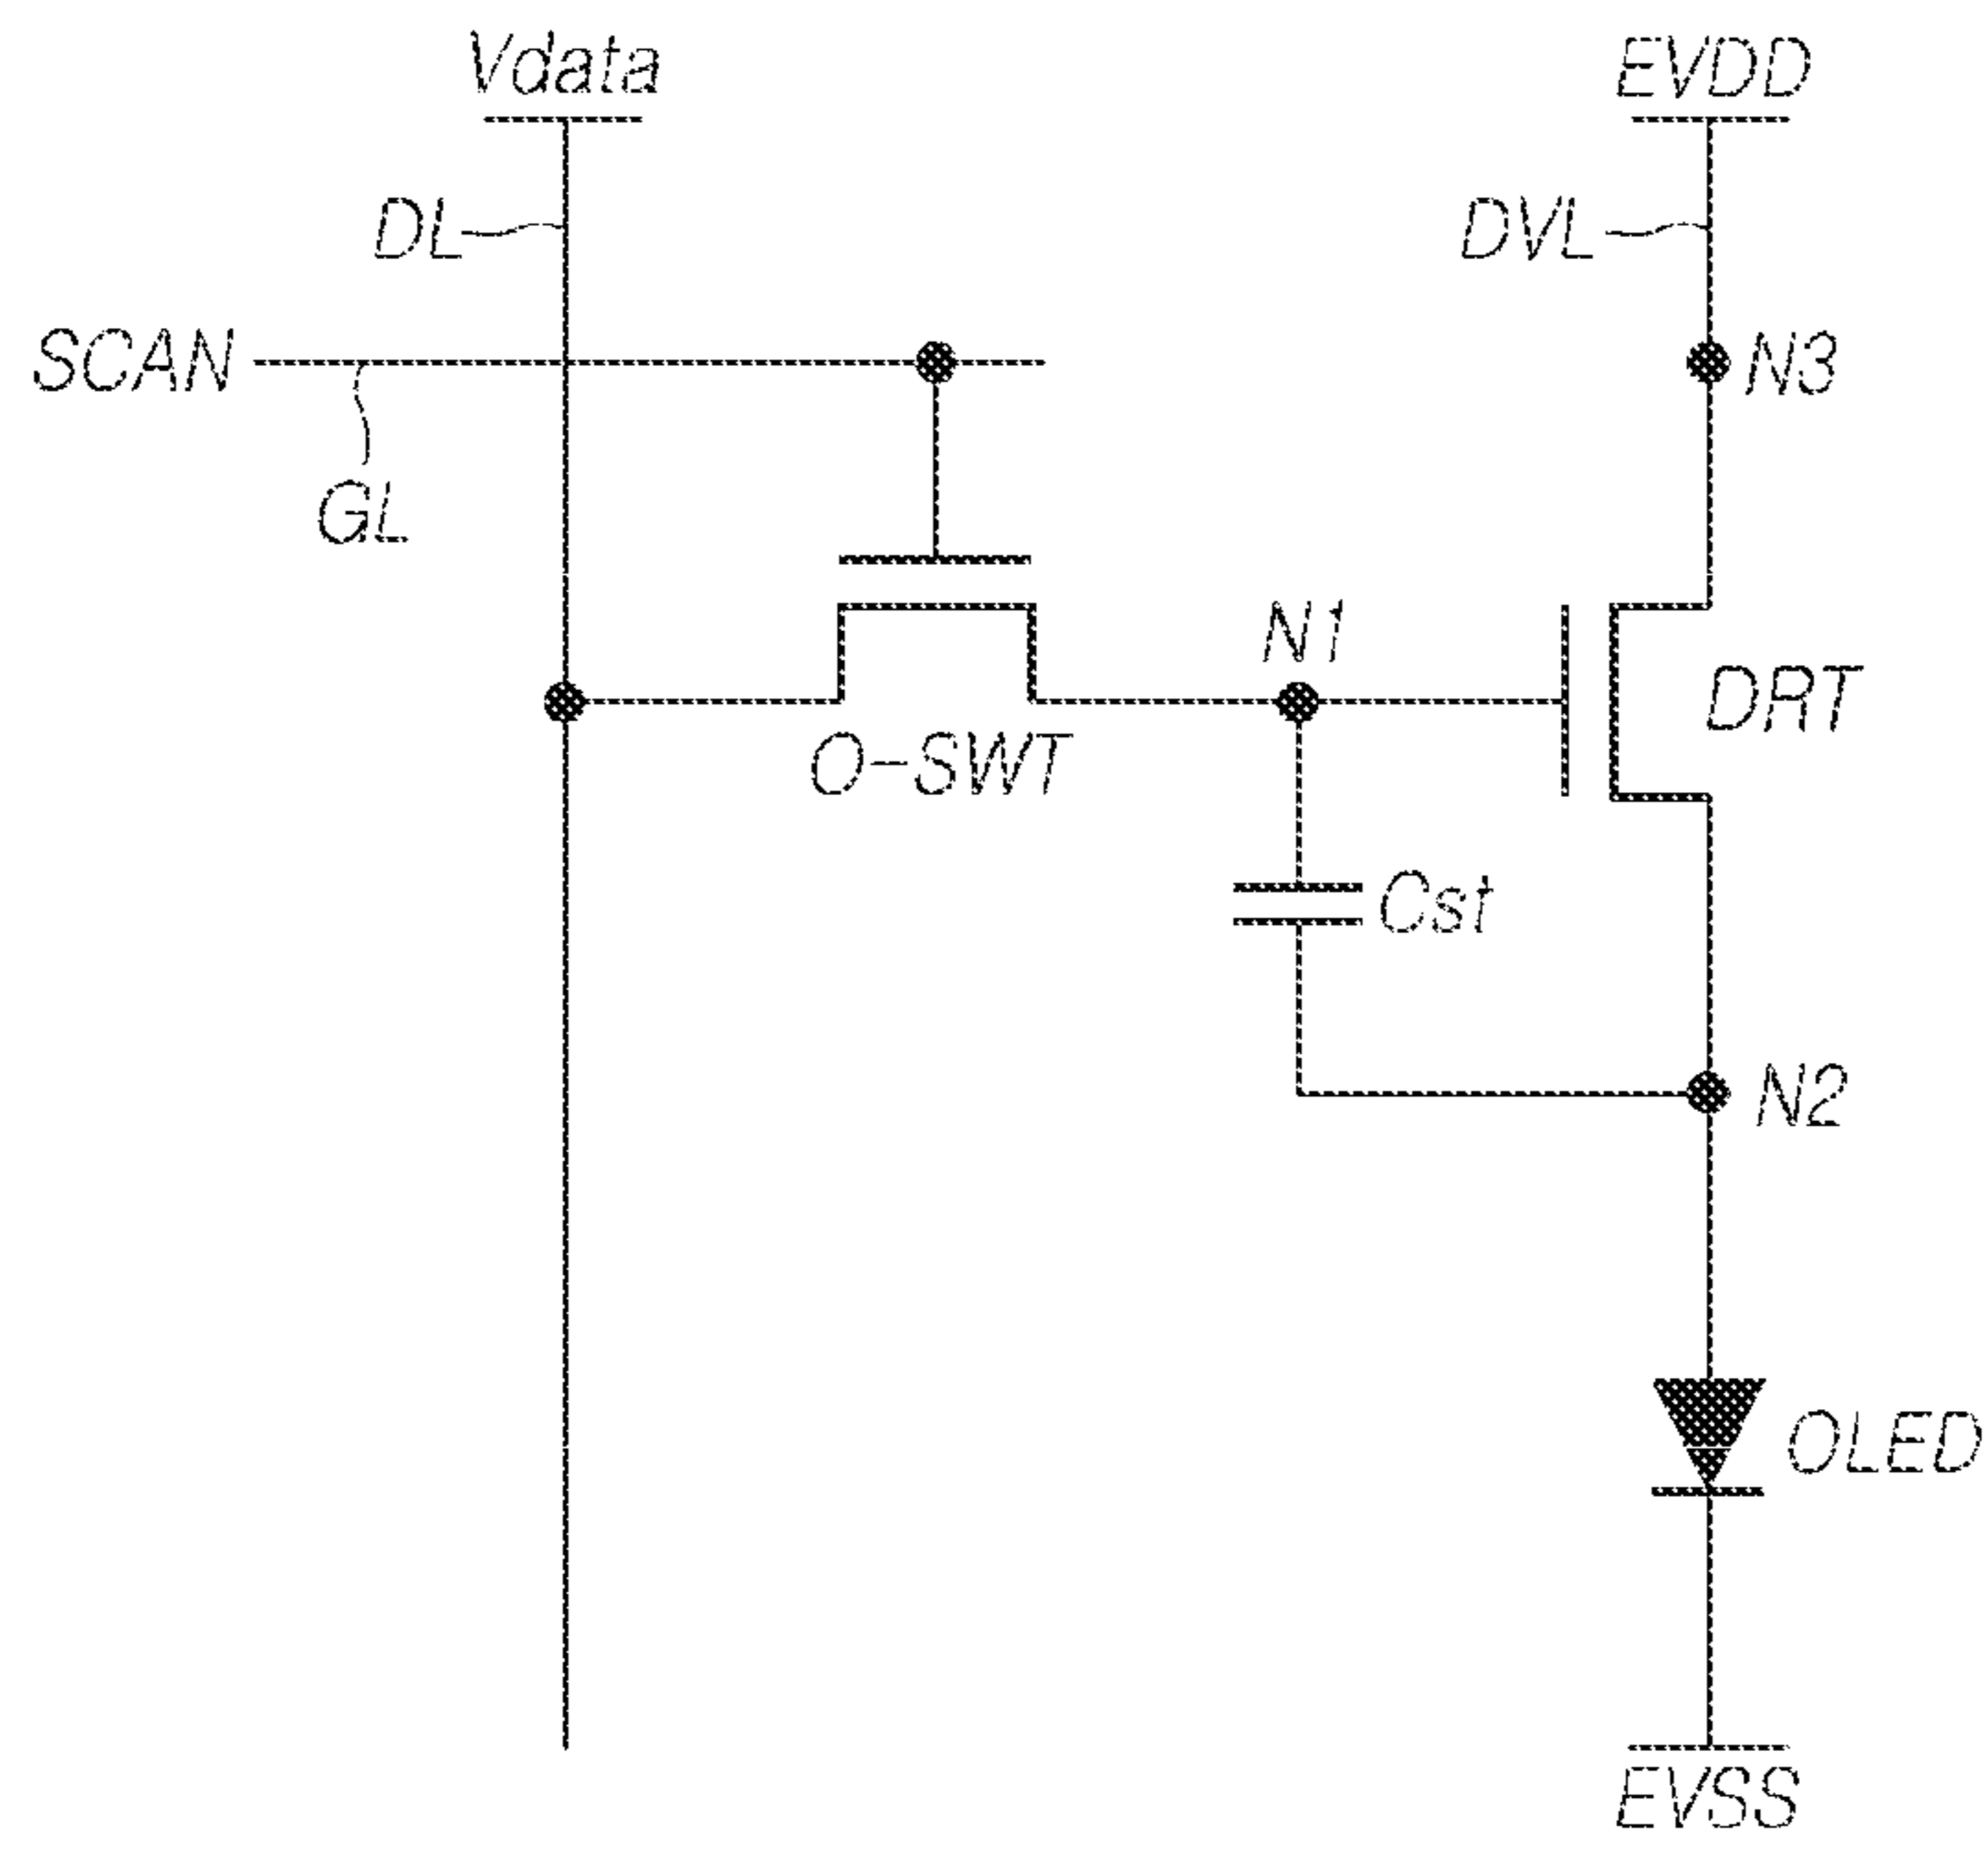 Vdata
EVDD
DL
DVL
SCAN
N3
GL
N1
DRT
O-SWT
Cst
N2
OLED
EVSS